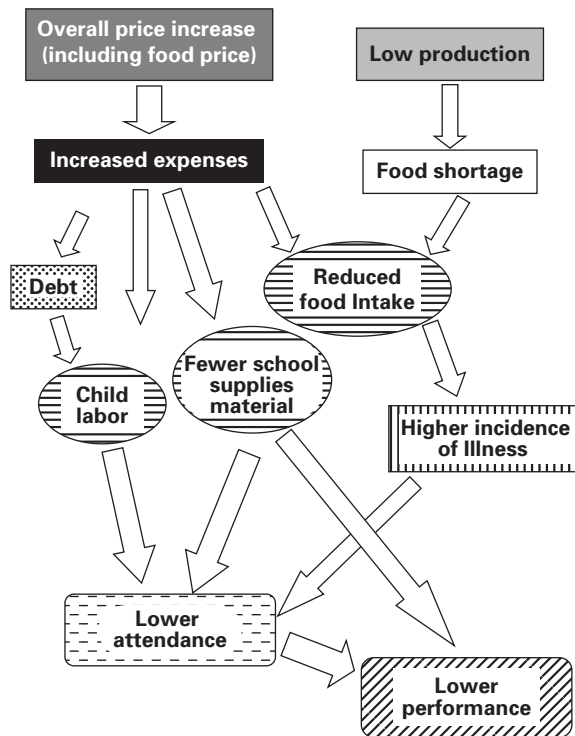 Overall price increase
(including food price)
Low production
Increased expenses
Food shortage
Debt
Reduced
food Intake
Child
labor
Fewer school
supplies
material
Higher incidence
of Illness
Lower
attendance
Lower
performance